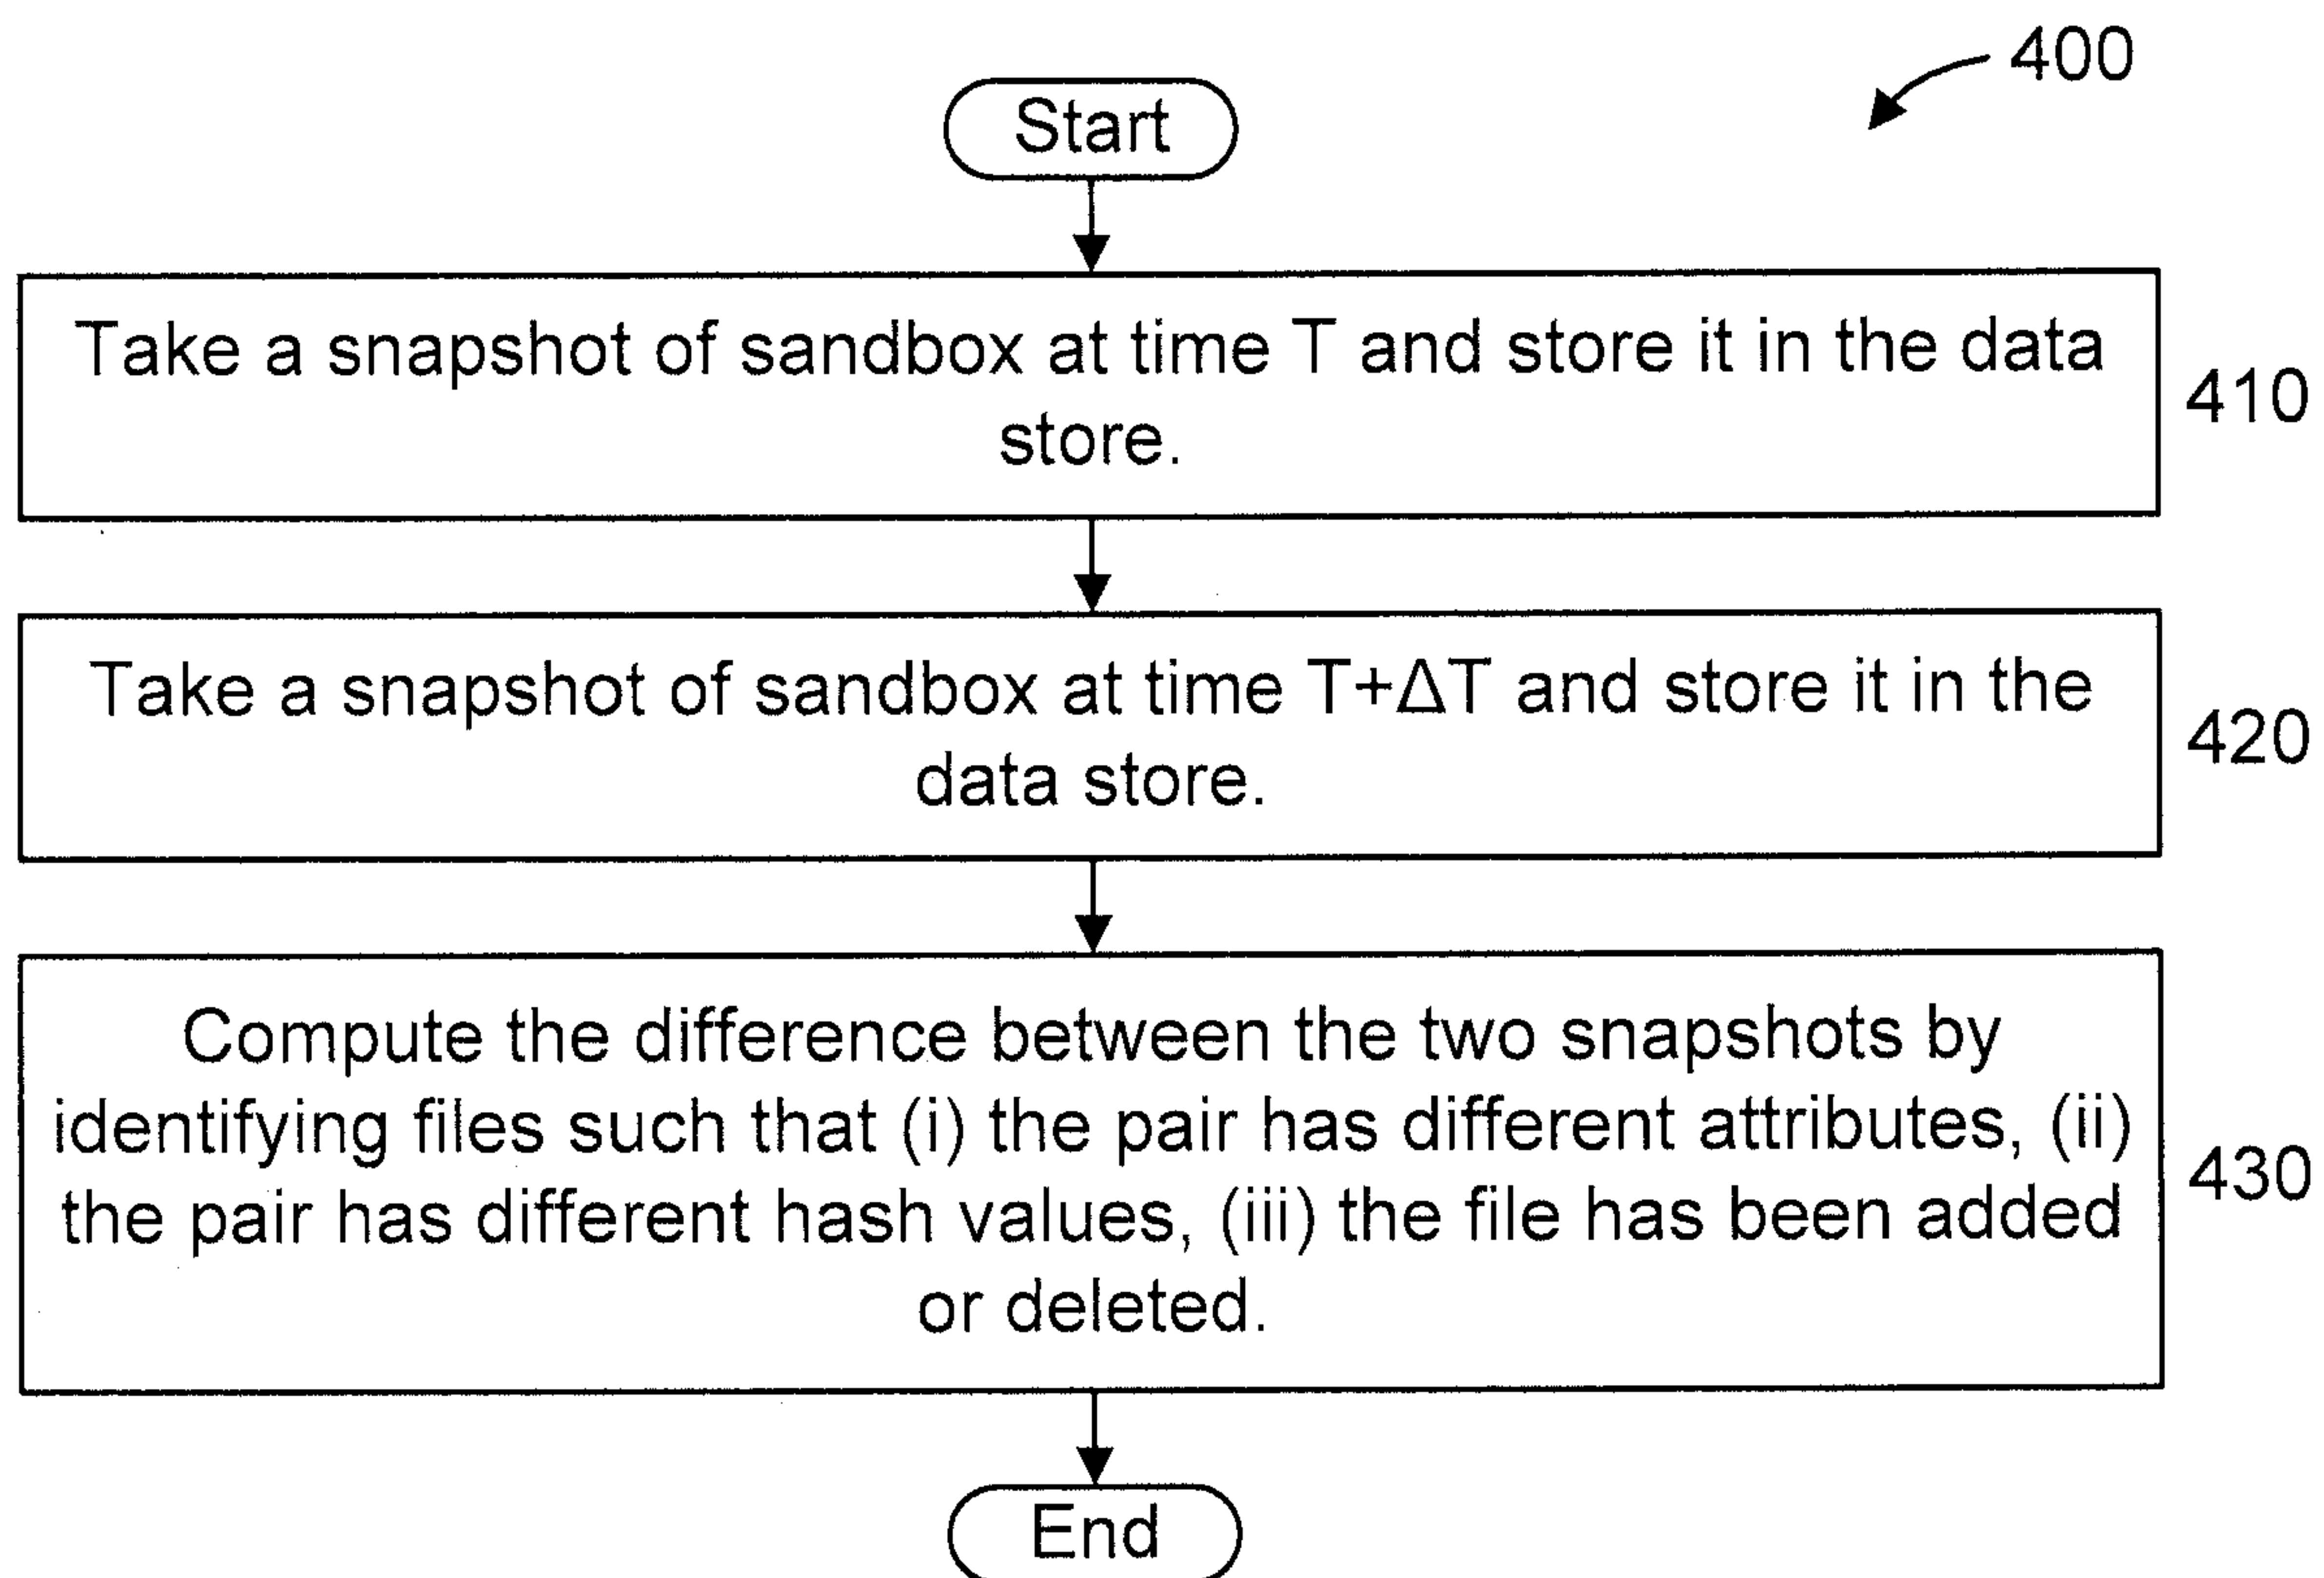 400
Start
Take a snapshot of sandbox at time T and store it in the data
store.
410
Take a snapshot of sandbox at time T+ΔT and store it in the
data store.
420
Compute the difference between the two snapshots by
identifying files such that (i) the pair has different attributes, (ii)
the pair has different hash values, (iii) the file has been added
or deleted.
430
End